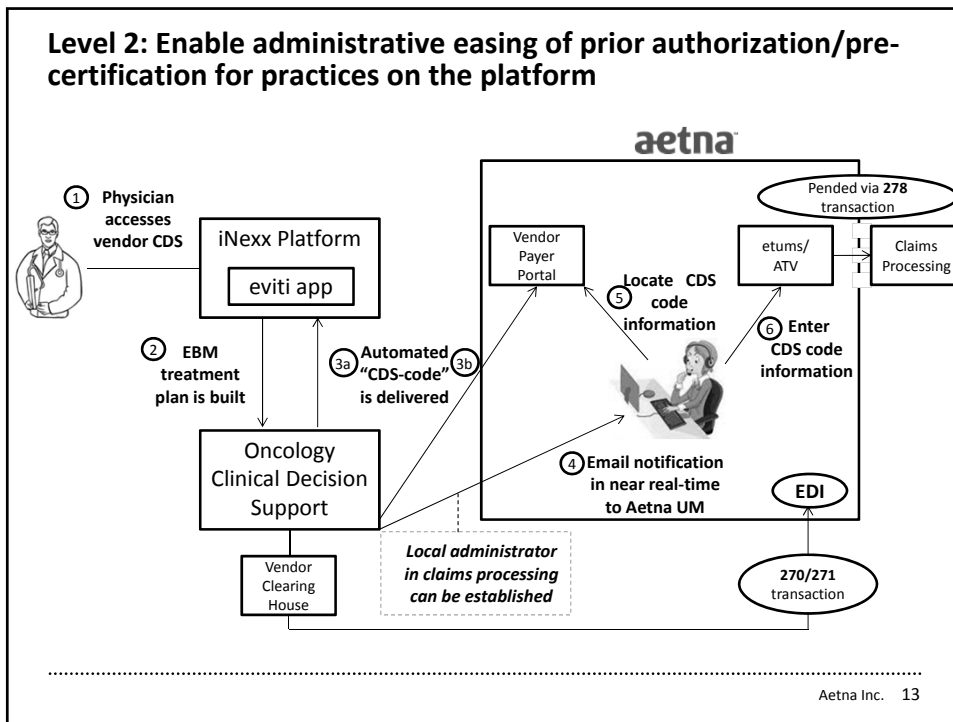 Level 2: Enable administrative easing of prior authorization/pre-
certification for practices on the platform
aetna™
1
Physician
accesses
vendor CDS
iNexx Platform
eviti app
2
EBM
treatment
plan is built
3a
Automated
“CDS-code”
is delivered
3b
Oncology
Clinical Decision
Support
Vendor
Clearing
House
Vendor
Payer
Portal
5
Locate CDS
code
information
etums/
ATV
Pended via 278
transaction
Claims
Processing
6
Enter
CDS code
information
4
Email notification
in near real-time
to Aetna UM
EDI
Local administrator
in claims processing
can be established
270/271
transaction
Aetna Inc. 13